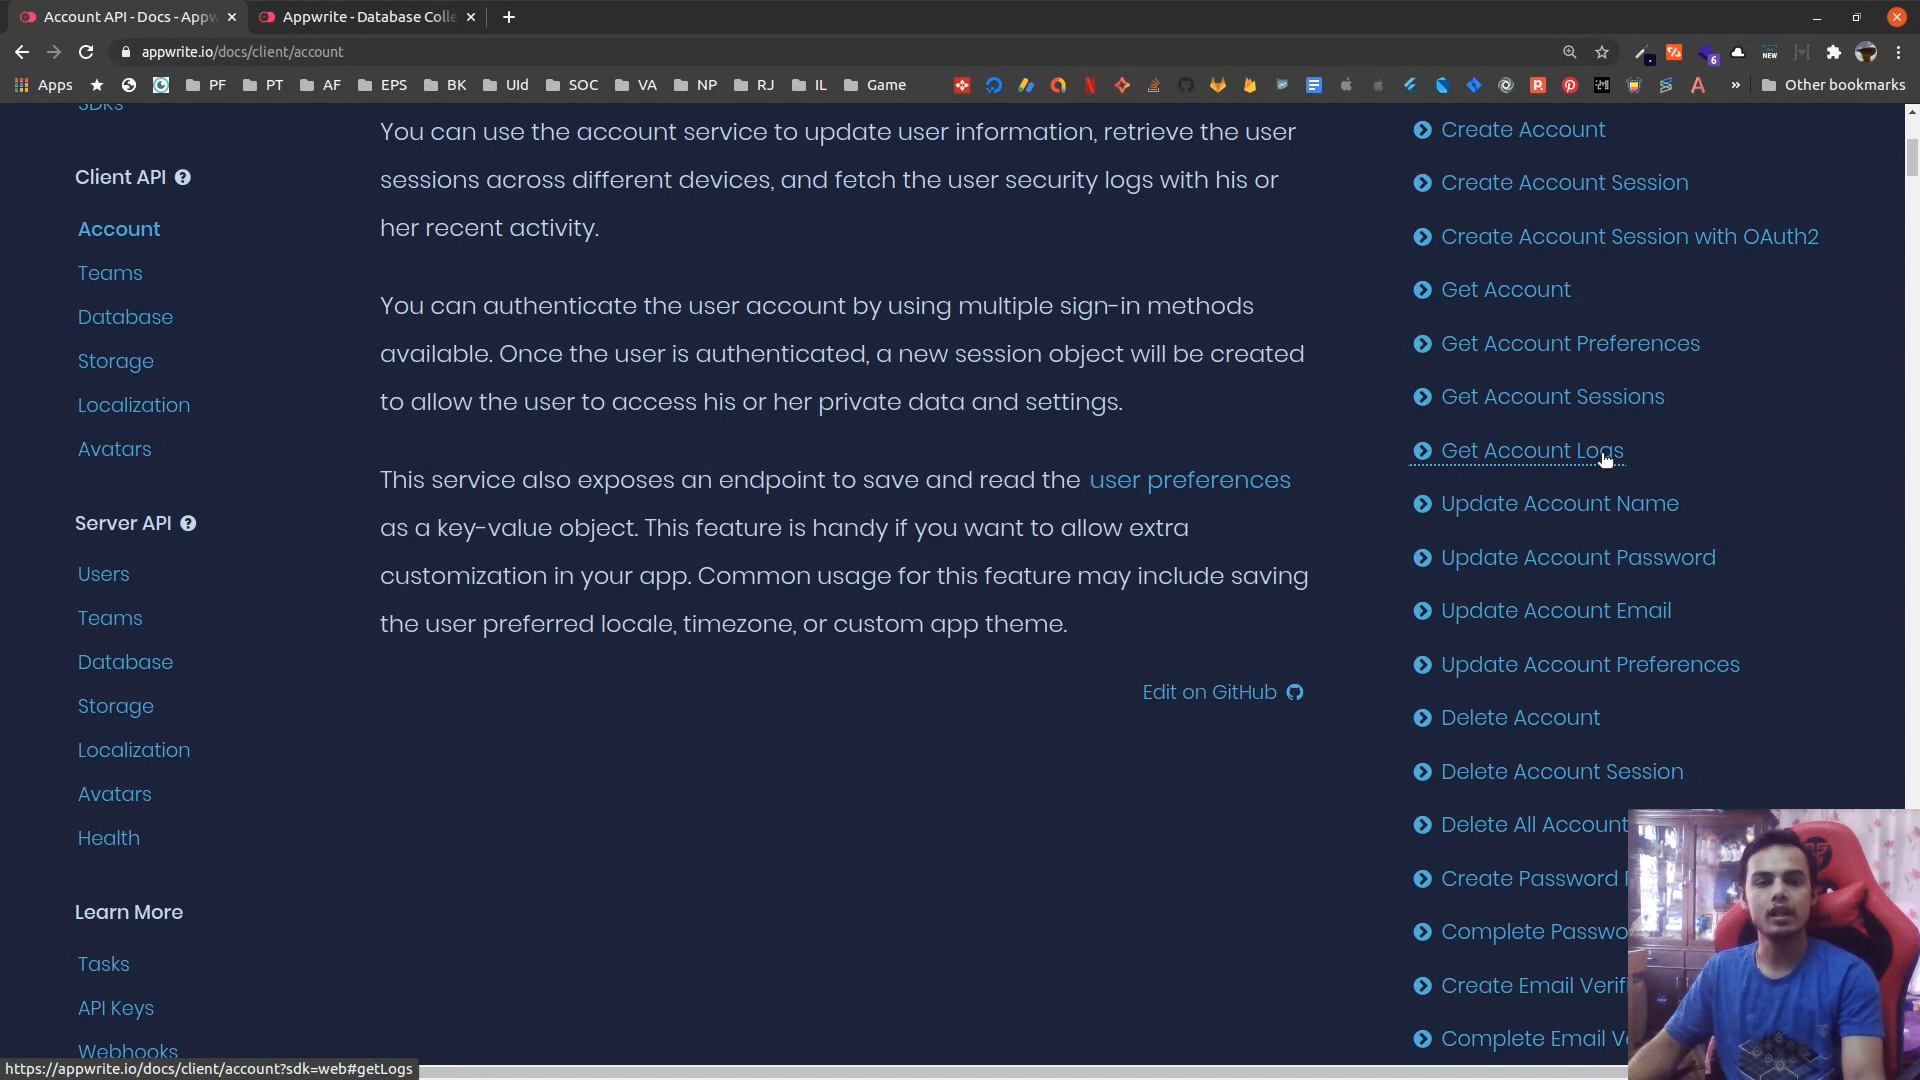 Account API - Docs - Appw
Appwrite - Database Colle
appwrite.io/docs/client/account
Apps
PF
PT
AF
EPS
BK
UId
SOC
VA
NP
RJ
IL
Game
NEW
6
»
Other bookmarks
SDKs
Client API
Account
Teams
Database
Storage
Localization
Avatars
Server API
Users
Teams
Database
Storage
Localization
Avatars
Health
Learn More
Tasks
API Keys
Webhooks
You can use the account service to update user information, retrieve the user
sessions across different devices, and fetch the user security logs with his or
her recent activity.
You can authenticate the user account by using multiple sign-in methods
available. Once the user is authenticated, a new session object will be created
to allow the user to access his or her private data and settings.
This service also exposes an endpoint to save and read the user preferences
as a key-value object. This feature is handy if you want to allow extra
customization in your app. Common usage for this feature may include saving
the user preferred locale, timezone, or custom app theme.
Edit on GitHub
Create Account
Create Account Session
Create Account Session with OAuth2
Get Account
Get Account Preferences
Get Account Sessions
Get Account Logs
Update Account Name
Update Account Password
Update Account Email
Update Account Preferences
Delete Account
Delete Account Session
Delete All Account
Create Password
Complete Passwo
Create Email Verifi
Complete Email V
https://appwrite.io/docs/client/account?sdk=web#getLogs